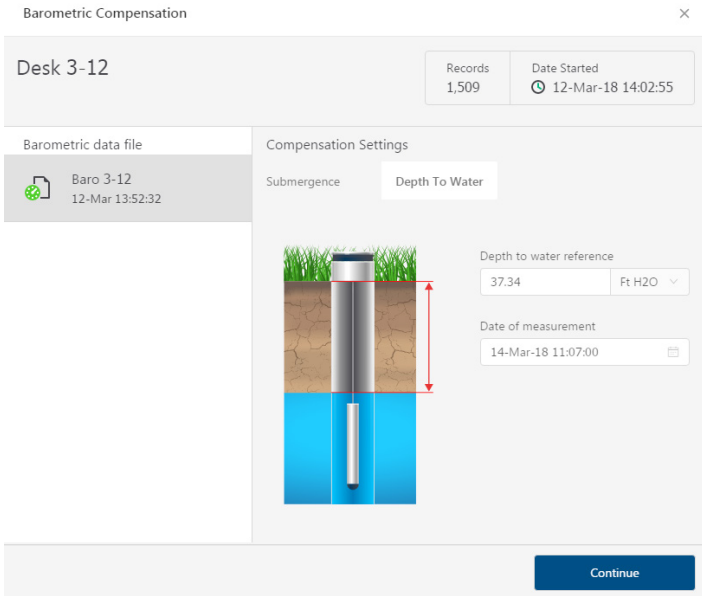 Barometric Compensation
Desk 3-12
Records
1,509
Date Started
12-Mar-18 14:02:55
Barometric data file
Baro 3-12
12-Mar 13:52:32
Compensation Settings
Submergence
Depth To Water
Depth to water reference
37.34
Ft H2O
Date of measurement
14-Mar-18 11:07:00
Continue